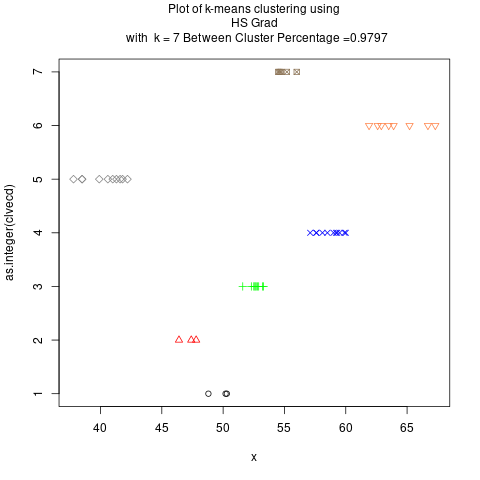 Plot of k-means clustering using
HS Grad
with  k = 7 Between Cluster Percentage =0.9797
as.integer(clvecd)
7
6
5
4
3
2
1
40 45 50 55 60 65
x